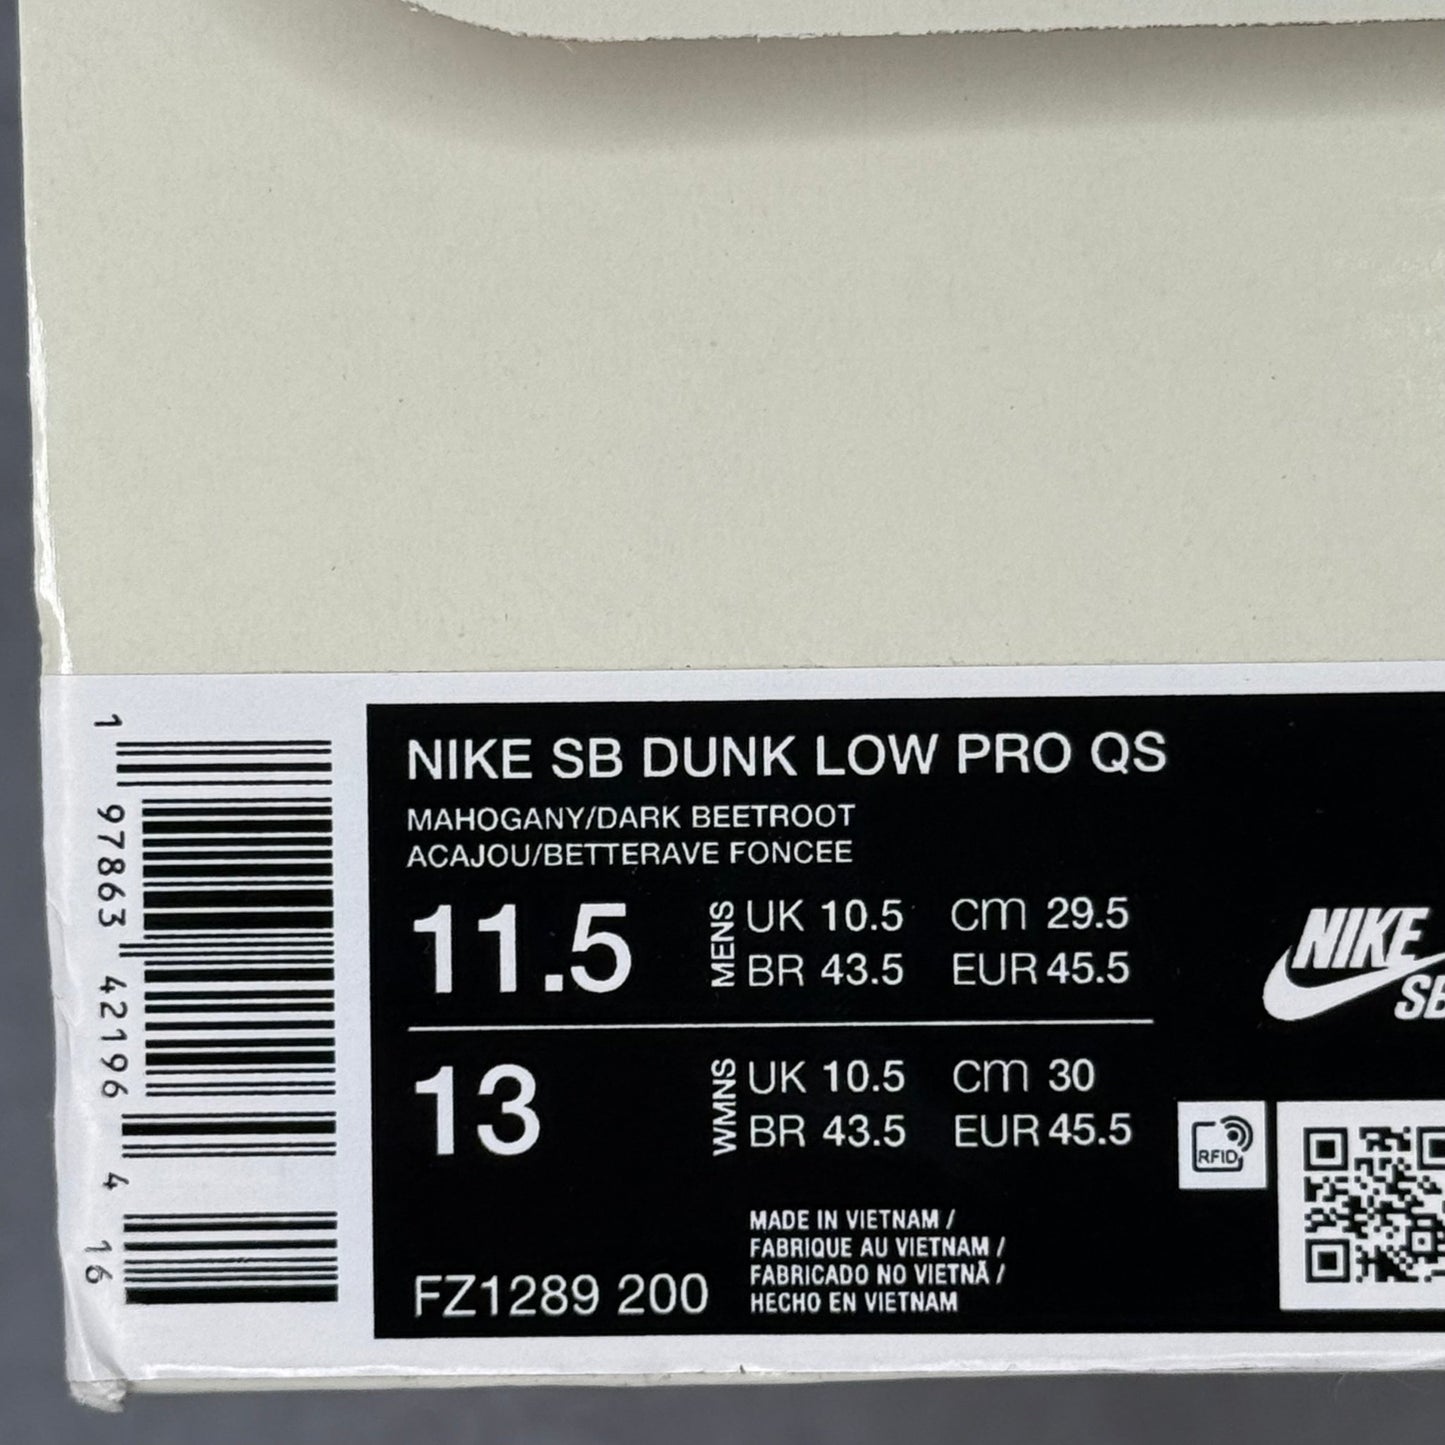 NIKE SB DUNK LOW PRO QS
MAHOGANY/DARK BEETROOT
ACAJOU/BETTERAVE FONCEE
11.5
MENS
UK 10.5 cm 29.5
BR 43.5 EUR 45.5
13
WMNS
UK 10.5 cm 30
BR 43.5 EUR 45.5
FZ1289 200
MADE IN VIETNAM /
FABRIQUE AU VIETNAM /
FABRICADO NO VIETNÃ /
HECHO EN VIETNAM
NIKE
SB
RFID
1 97863 42196 4 16